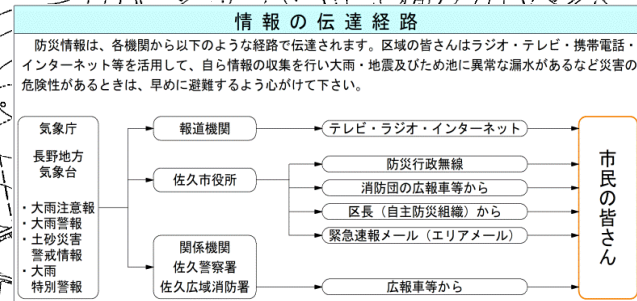 情報の伝達経路
防災情報は、各機関から以下のような経路で伝達されます。区域の皆さんはラジオ・テレビ・携帯電話・
インターネット等を活用して、自ら情報の収集を行い大雨・地震及びため池に異常な漏水があるなど災害の
危険性があるときは、早めに避難するよう心がけて下さい。
気象庁
長野地方
気象台
・大雨注意報
・大雨警報
・土砂災害
警戒情報
・大雨
特別警報
報道機関
佐久市役所
関係機関
佐久警察署
佐久広域消防署
テレビ・ラジオ・インターネット
防災行政無線
消防団の広報車等から
区長（自主防災組織）から
緊急速報メール（エリアメール）
広報車等から
市民の皆さん